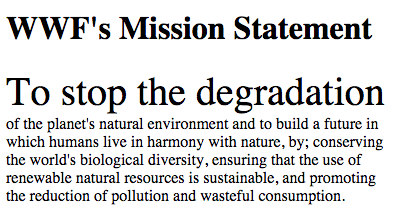 WWF's Mission Statement
To stop the degradation
of the planet's natural environment and to build a future in
which humans live in harmony with nature, by; conserving
the world's biological diversity, ensuring that the use of
renewable natural resources is sustainable, and promoting
the reduction of pollution and wasteful consumption.